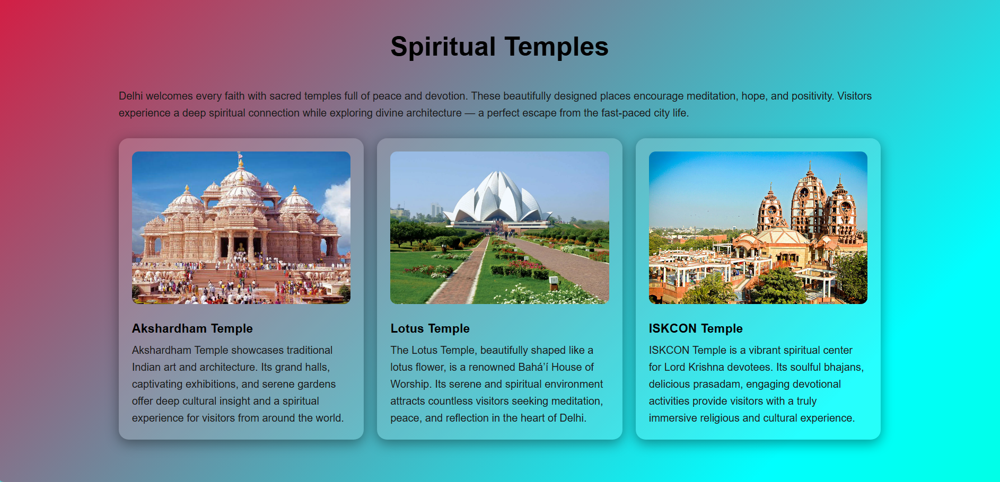 Spiritual Temples
Delhi welcomes every faith with sacred temples full of peace and devotion. These beautifully designed places encourage meditation, hope, and positivity. Visitors
experience a deep spiritual connection while exploring divine architecture — a perfect escape from the fast-paced city life.
Akshardham Temple
Akshardham Temple showcases traditional
Indian art and architecture. Its grand halls,
captivating exhibitions, and serene gardens
offer deep cultural insight and a spiritual
experience for visitors from around the world.
Lotus Temple
The Lotus Temple, beautifully shaped like a
lotus flower, is a renowned Bahá’í House of
Worship. Its serene and spiritual environment
attracts countless visitors seeking meditation,
peace, and reflection in the heart of Delhi.
ISKCON Temple
ISKCON Temple is a vibrant spiritual center
for Lord Krishna devotees. Its soulful bhajans,
delicious prasadam, engaging devotional
activities provide visitors with a truly
immersive religious and cultural experience.